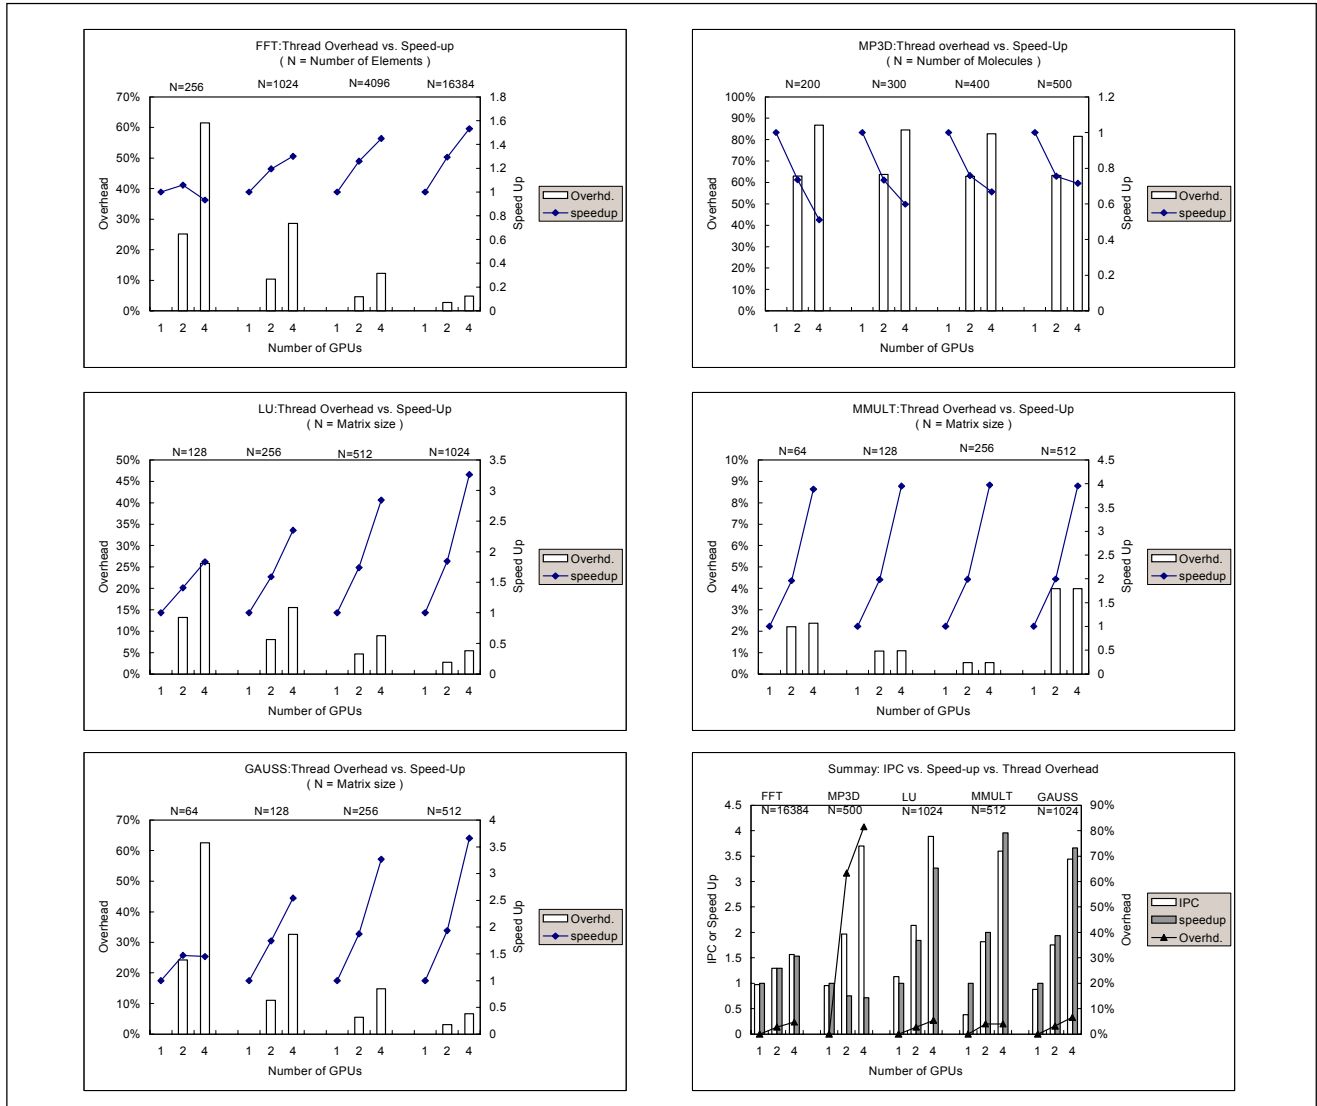 FFT:Thread Overhead vs. Speed-up
( N = Number of Elements )
N=256 N=1024 N=4096 N=16384
70% 1.8
60% 1.6
50% 1.4
40% 1.2
30% 1
20% 0.8
10% 0.6
0% 0.4
0.2
0
Overhead
Speed Up
Overhd.
speedup
1 2 4 1 2 4 1 2 4 1 2 4
Number of GPUs
MP3D:Thread overhead vs. Speed-Up
( N = Number of Molecules )
N=200 N=300 N=400 N=500
100% 1.2
90% 1
80% 0.8
70% 0.6
60% 0.4
50% 0.2
40% 0
30%
20%
10%
0%
Overhead
Speed Up
Overhd.
speedup
1 2 4 1 2 4 1 2 4 1 2 4
Number of GPUs
LU:Thread Overhead vs. Speed-Up
( N = Matrix size )
N=128 N=256 N=512 N=1024
50% 3.5
45% 3
40% 2.5
35% 2
30% 1.5
25% 1
20% 0.5
15% 0
10%
5%
0%
Overhead
Speed Up
Overhd.
speedup
1 2 4 1 2 4 1 2 4 1 2 4
Number of GPUs
MMULT:Thread Overhead vs. Speed-Up
( N = Matrix size )
N=64 N=128 N=256 N=512
10% 4.5
9% 4
8% 3.5
7% 3
6% 2.5
5% 2
4% 1.5
3% 1
2% 0.5
1% 0
0%
Overhead
Speed Up
Overhd.
speedup
1 2 4 1 2 4 1 2 4 1 2 4
Number of GPUs
GAUSS:Thread Overhead vs. Speed-Up
( N = Matrix size )
N=64 N=128 N=256 N=512
70% 4
60% 3.5
50% 3
40% 2.5
30% 2
20% 1.5
10% 1
0% 0.5
0
Overhead
Speed Up
Overhd.
speedup
1 2 4 1 2 4 1 2 4 1 2 4
Number of GPUs
Summay: IPC vs. Speed-up vs. Thread Overhead
FFT MP3D LU MMULT GAUSS
N=16384 N=500 N=1024 N=512 N=1024
4.5 90%
4 80%
3.5 70%
3 60%
2.5 50%
2 40%
1.5 30%
1 20%
0.5 10%
0 0%
IPC or Speed Up
Overhead
IPC
speedup
Overhd.
1 2 4 1 2 4 1 2 4 1 2 4 1 2 4
Number of GPUs